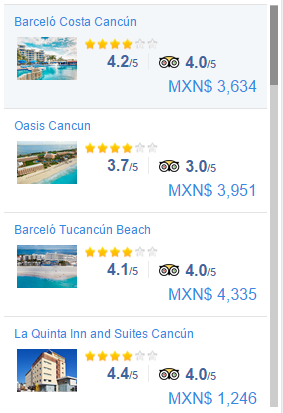 Barceló Costa Cancún
4.2/5 4.0/5
MXN$ 3,634
Oasis Cancun
3.7/5 3.0/5
MXN$ 3,951
Barceló Tucancún Beach
4.1/5 4.0/5
MXN$ 4,335
La Quinta Inn and Suites Cancún
4.4/5 4.0/5
MXN$ 1,246